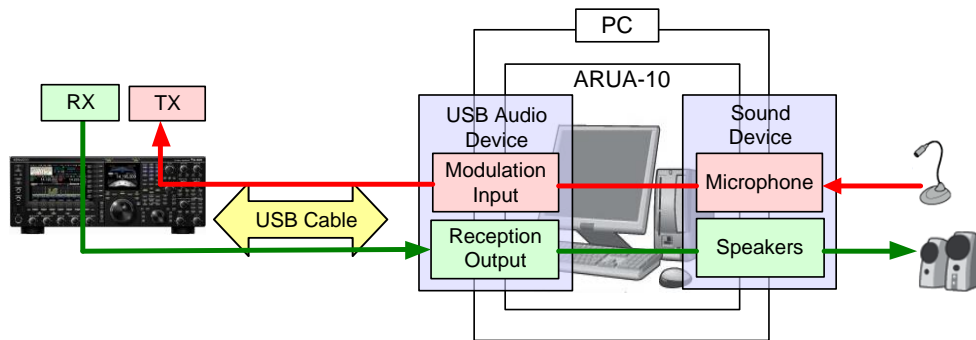 PC
ARUA-10
RX
TX
USB Audio
Device
Sound
Device
Modulation
Input
Microphone
USB Cable
Reception
Output
Speakers